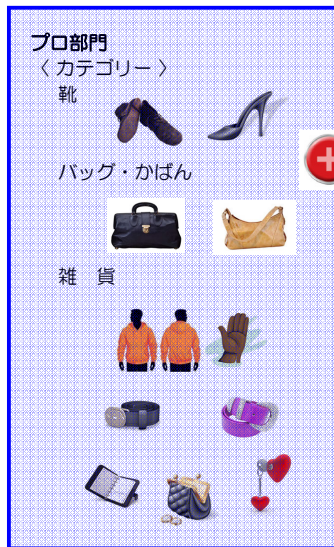 プロ部門
〈 カテゴリー 〉
靴
バッグ・かばん
雑　貨